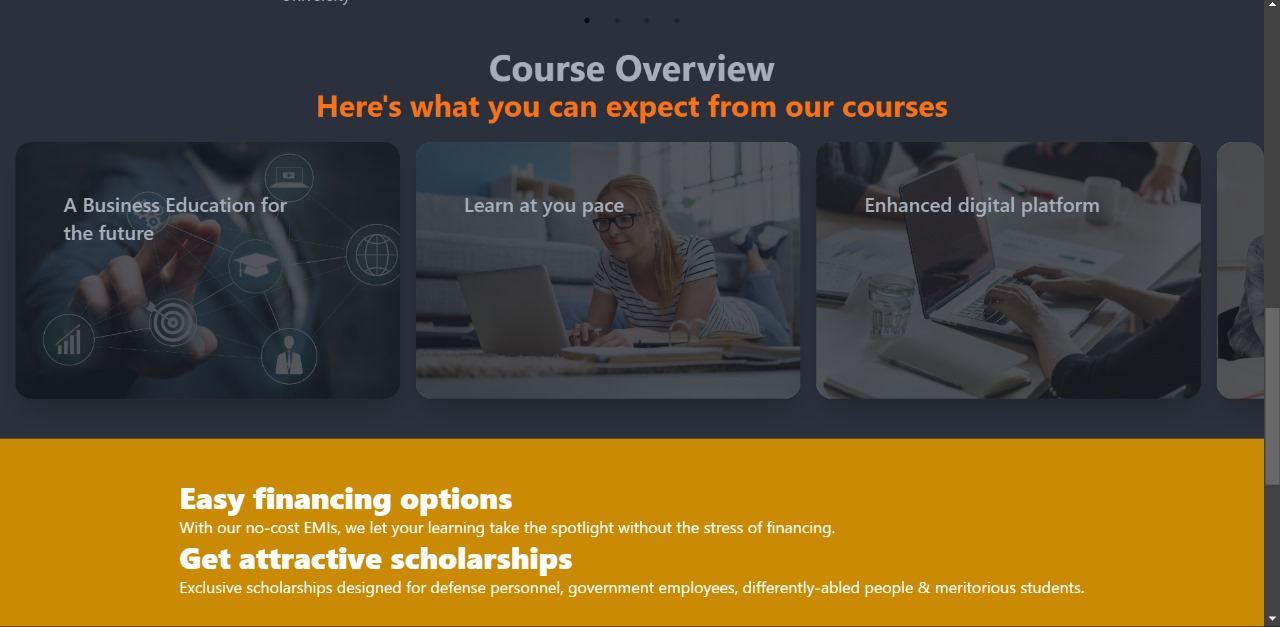 Course Overview
Here's what you can expect from our courses
A Business Education for
the future
Learn at you pace
Enhanced digital platform
Easy financing options
With our no-cost EMIs, we let your learning take the spotlight without the stress of financing.
Get attractive scholarships
Exclusive scholarships designed for defense personnel, government employees, differently-abled people & meritorious students.